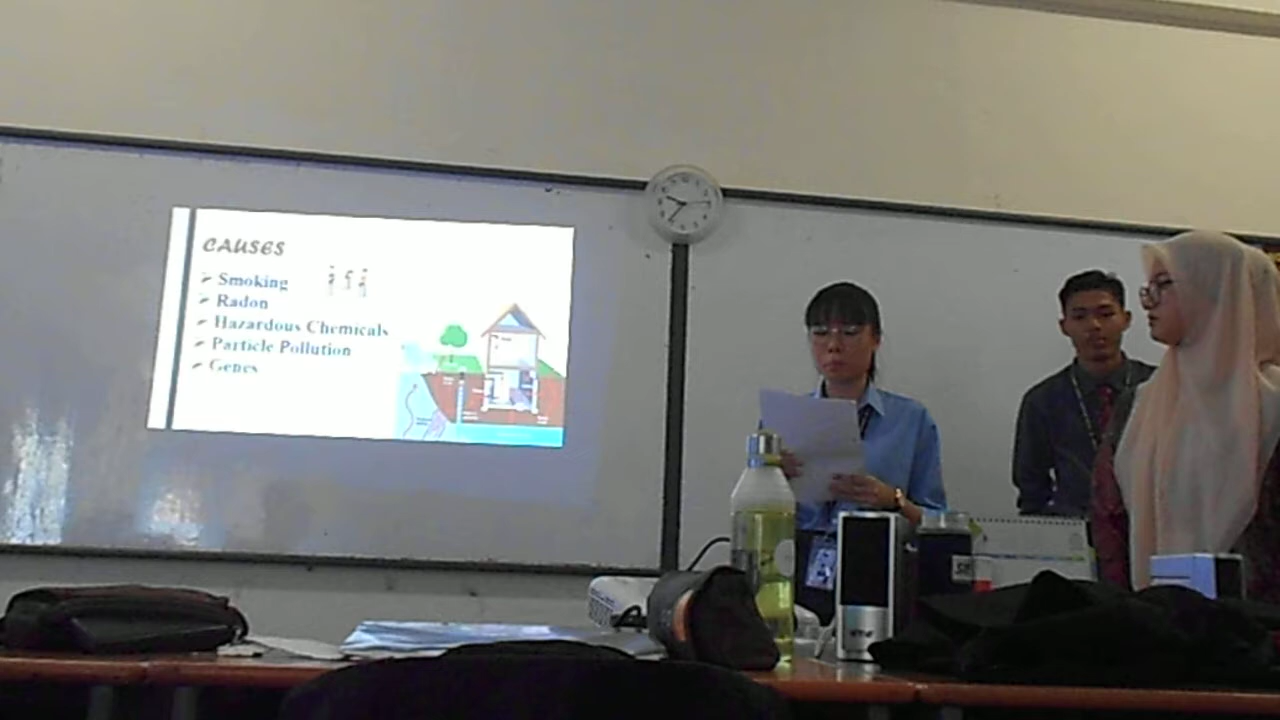 CAUSES
Smoking
Radon
Hazardous Chemicals
Particle Pollution
Genes